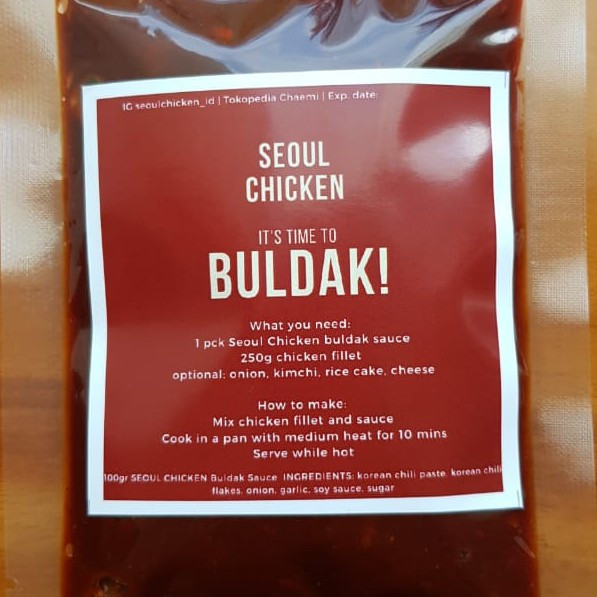 IG seoulchicken_id | Tokopedia Chaemi | Exp. date:
SEOUL
CHICKEN
IT'S TIME TO
BULDAK!
What you need:
1 pck Seoul Chicken buldak sauce
250g chicken fillet
optional: onion, kimchi, rice cake, cheese
How to make:
Mix chicken fillet and sauce
Cook in a pan with medium heat for 10 mins
Serve while hot
100gr SEOUL CHICKEN Buldak Sauce INGREDIENTS: korean chili paste, korean chili
flakes, onion, garlic, soy sauce, sugar